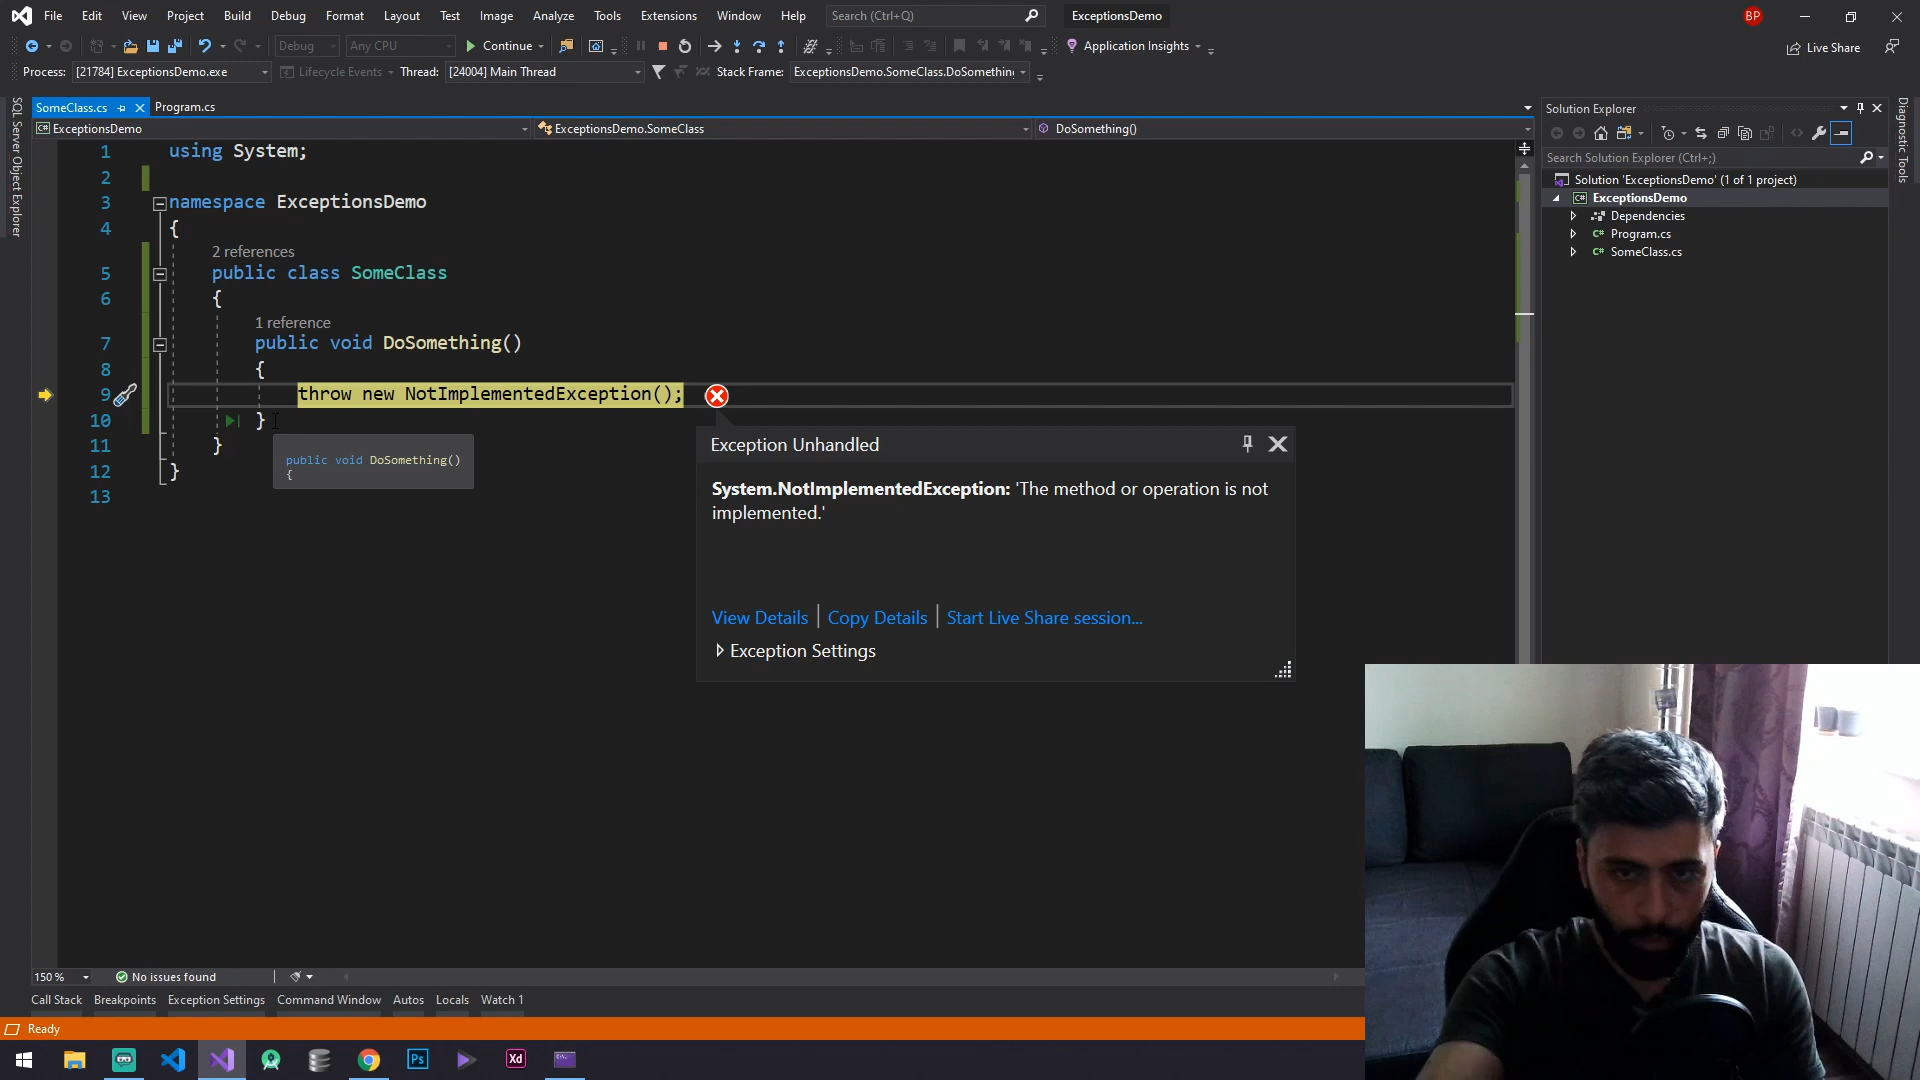 File Edit View Project Build Debug Format Layout Test Image Analyze Tools Extensions Window Help Search (Ctrl+Q) ExceptionsDemo BP
Debug Any CPU Continue Application Insights Live Share
Process: [21784] ExceptionsDemo.exe Lifecycle Events Thread: [24004] Main Thread Stack Frame: ExceptionsDemo.SomeClass.DoSomethin
SQL Server Object Explorer
SomeClass.cs Program.cs
ExceptionsDemo ExceptionsDemo.SomeClass DoSomething()
1 using System;
2
3 namespace ExceptionsDemo
4 {
2 references
5 public class SomeClass
6 {
1 reference
7 public void DoSomething()
8 {
9 throw new NotImplementedException();
10 }
11 }
12 }
13
public void DoSomething()
{
Exception Unhandled
System.NotImplementedException: 'The method or operation is not
implemented.'
View Details Copy Details Start Live Share session...
Exception Settings
Solution Explorer
Search Solution Explorer (Ctrl+;)
Solution 'ExceptionsDemo' (1 of 1 project)
ExceptionsDemo
Dependencies
C# Program.cs
C# SomeClass.cs
Diagnostic Tools
150 % No issues found
Call Stack Breakpoints Exception Settings Command Window Autos Locals Watch 1
Ready
Ps Xd